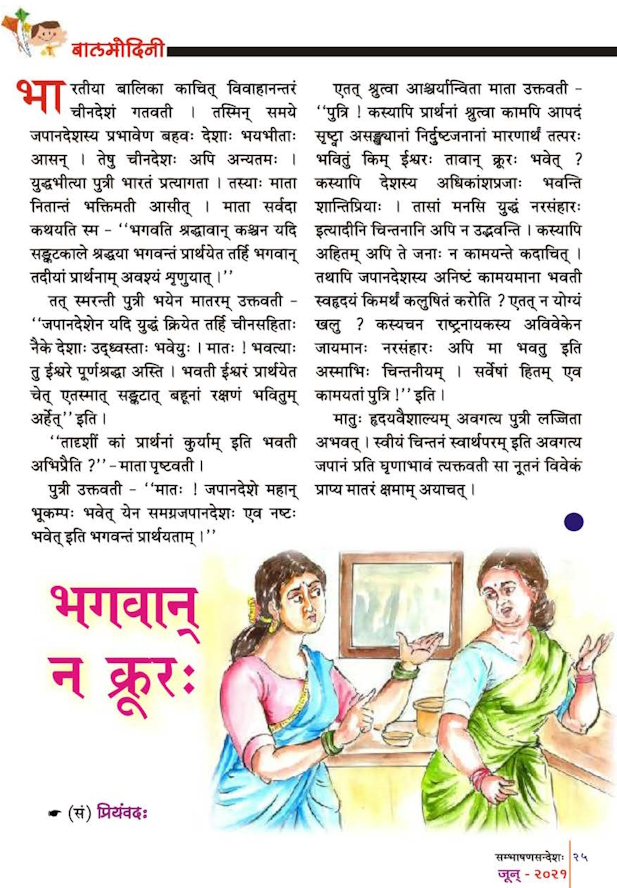 बालमोदिनी
भारतीया बालिका काचित् विवाहानन्तरं
चीनदेशं गतवती । तस्मिन् समये
जपानदेशस्य प्रभावेण बहवः देशाः भयभीताः
आसन् । तेषु चीनदेशः अपि अन्यतमः ।
युद्धभीत्या पुत्री भारतं प्रत्यागता । तस्याः माता
नितान्तं भक्तिमती आसीत् । माता सर्वदा
कथयति स्म - ‘‘भगवति श्रद्धावान् कश्चन यदि
सङ्कटकाले श्रद्धया भगवन्तं प्रार्थयेत तर्हि भगवान्
तदीयां प्रार्थनाम् अवश्यं शृणुयात् ।’’
तत् स्मरन्ती पुत्री भयेन मातरम् उक्तवती -
‘‘जपानदेशेन यदि युद्धं क्रियेत तर्हि चीनसहिताः
नैके देशाः उद्ध्वस्ताः भवेयुः । मातः ! भवत्याः
तु ईश्वरे पूर्णश्रद्धा अस्ति । भवती ईश्वरं प्रार्थयेत
चेत् एतस्मात् सङ्कटात् बहूनां रक्षणं भवितुम्
अर्हेत्’’ इति ।
‘‘तादृशीं कां प्रार्थनां कुर्याम् इति भवती
अभिप्रैति ?’’ - माता पृष्टवती ।
पुत्री उक्तवती - ‘‘मातः ! जपानदेशे महान्
भूकम्पः भवेत् येन समग्रजपानदेशः एव नष्टः
भवेत् इति भगवन्तं प्रार्थयताम् ।’’
एतत् श्रुत्वा आश्चर्यान्विता माता उक्तवती -
‘‘पुत्रि ! कस्यापि प्रार्थनां श्रुत्वा कामपि आपदं
सृष्ट्वा असङ्ख्यानां निर्दुष्टजनानां मारणार्थं तत्परः
भवितुं किम् ईश्वरः तावान् क्रूरः भवेत् ?
कस्यापि देशस्य अधिकांशप्रजाः भवन्ति
शान्तिप्रियाः । तासां मनसि युद्धं नरसंहारः
इत्यादीनि चिन्तनानि अपि न उद्भवन्ति । कस्यापि
अहितम् अपि ते जनाः न कामयन्ते कदाचित् ।
तथापि जपानदेशस्य अनिष्टं कामयमाना भवती
स्वहृदयं किमर्थं कलुषितं करोति ? एतत् न योग्यं
खलु ? कस्यचन राष्ट्रनायकस्य अविवेकेन
जायमानः नरसंहारः अपि मा भवतु इति
अस्माभिः चिन्तनीयम् । सर्वेषां हितम् एव
कामयतां पुत्रि !’’ इति ।
मातुः हृदयवैशाल्यम् अवगत्य पुत्री लज्जिता
अभवत् । स्वीयं चिन्तनं स्वार्थपरम् इति अवगत्य
जपानं प्रति घृणाभावं त्यक्तवती सा नूतनं विवेकं
प्राप्य मातरं क्षमाम् अयाचत् ।
भगवान्
न क्रूरः
☛ (सं) प्रियंवदः
सम्भाषणसन्देशः २५
जून् - २०२१